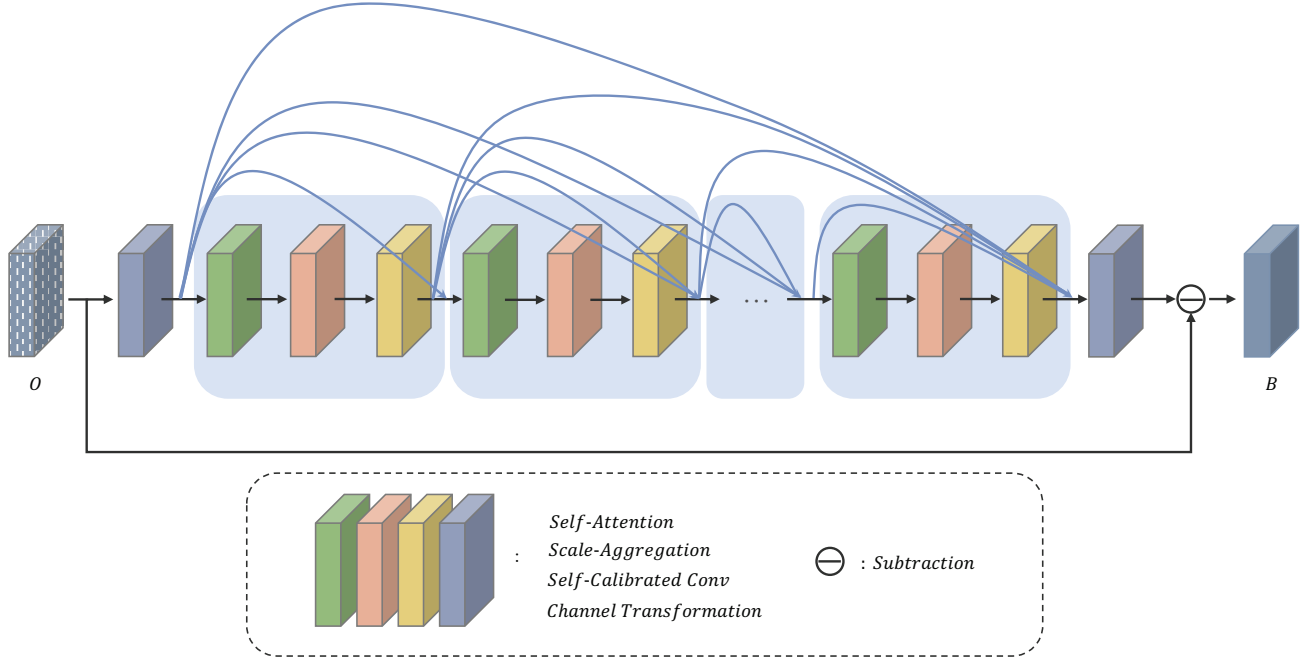 ...
O
B
Self-Attention
Scale-Aggregation
:
Self-Calibrated Conv
Channel Transformation
: Subtraction